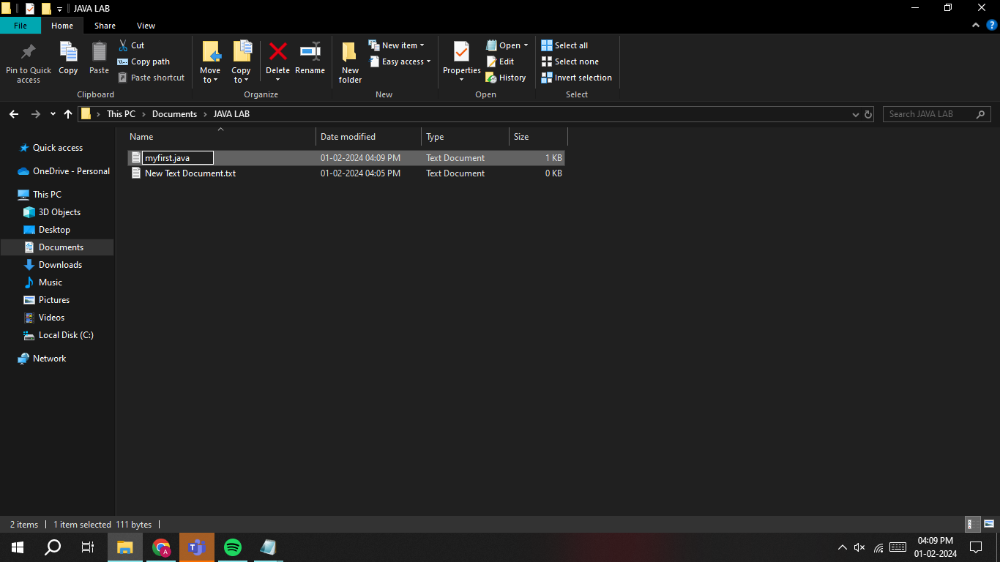 JAVA LAB
File Home Share View
Pin to Quick access
Copy
Paste
Cut
Copy path
Paste shortcut
Clipboard
Move to
Copy to
Delete
Rename
Organize
New folder
New item
Easy access
New
Properties
Open
Edit
History
Open
Select all
Select none
Invert selection
Select
This PC > Documents > JAVA LAB
Search JAVA LAB
Name Date modified Type Size
myfirst.java 01-02-2024 04:09 PM Text Document 1 KB
New Text Document.txt 01-02-2024 04:05 PM Text Document 0 KB
Quick access
OneDrive - Personal
This PC
3D Objects
Desktop
Documents
Downloads
Music
Pictures
Videos
Local Disk (C:)
Network
2 items 1 item selected 111 bytes
A
04:09 PM
01-02-2024